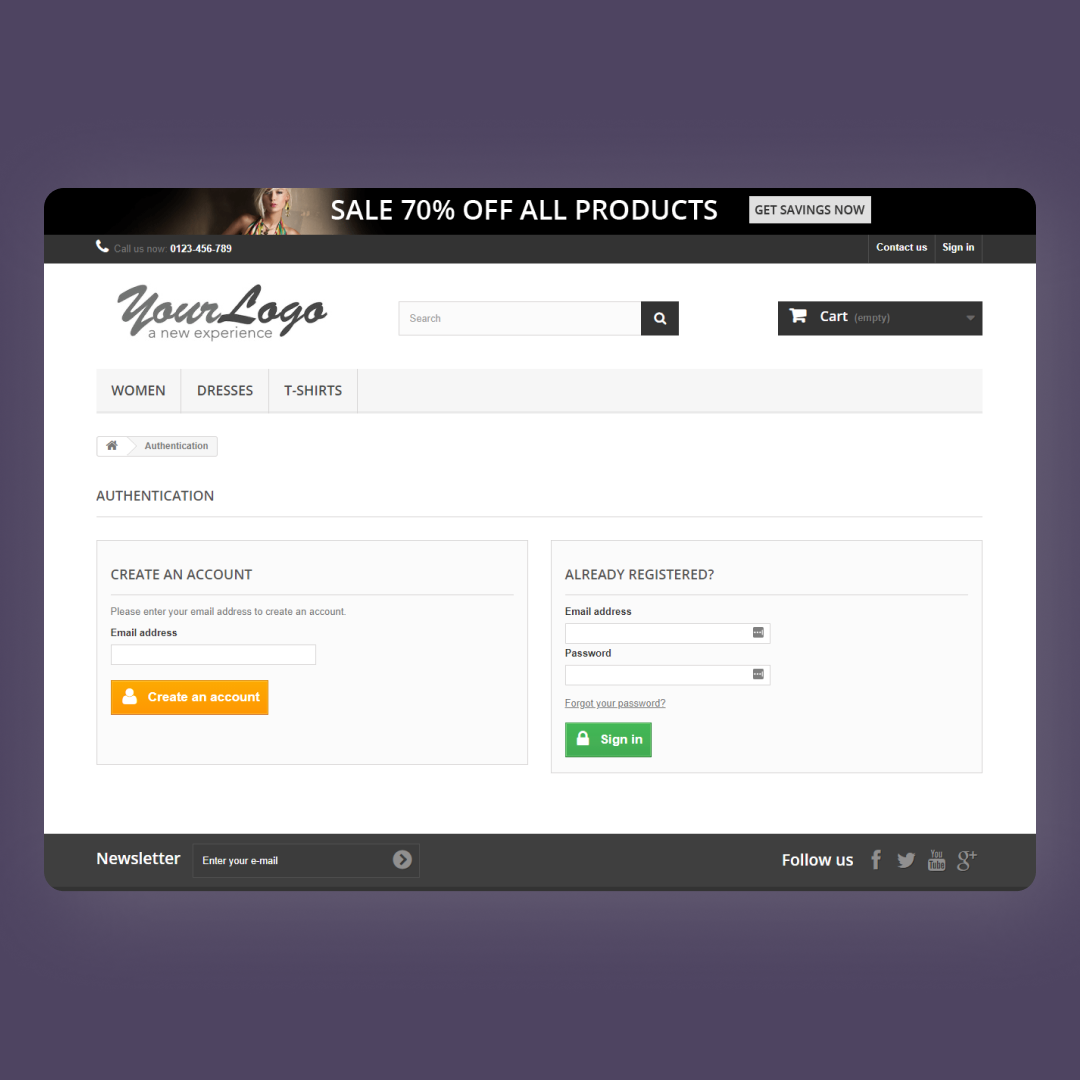 SALE 70% OFF ALL PRODUCTS GET SAVINGS NOW
Call us now: 0123-456-789 Contact us Sign in
YourLogo
a new experience
Search
Cart (empty)
WOMEN DRESSES T-SHIRTS
Authentication
AUTHENTICATION
CREATE AN ACCOUNT
Please enter your email address to create an account.
Email address
Create an account
ALREADY REGISTERED?
Email address
Password
Forgot your password?
Sign in
Newsletter Enter your e-mail Follow us
You
Tube
g+